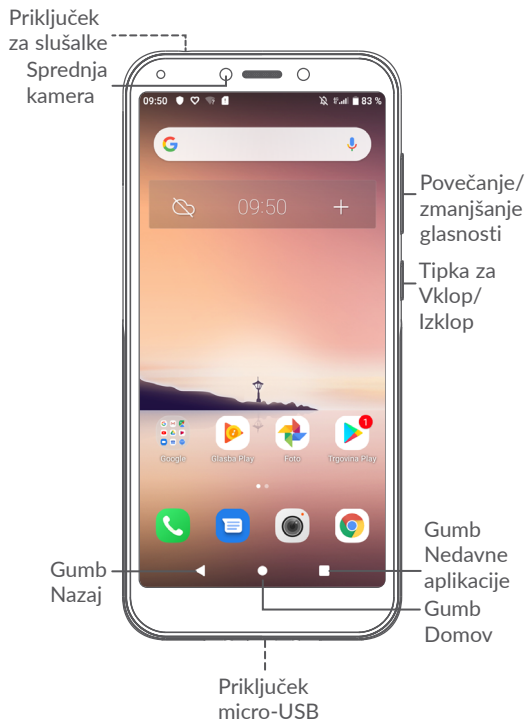 Priključek
za slušalke
Sprednja
kamera
09:50
83 %
G
09:50
Povečanje/
zmanjšanje
glasnosti
Tipka za
Vklop/
Izklop
1
Google
Glasba Play
Foto
Trgovina Play
Gumb
Nazaj
Gumb
Nedavne
aplikacije
Gumb
Domov
Priključek
micro-USB